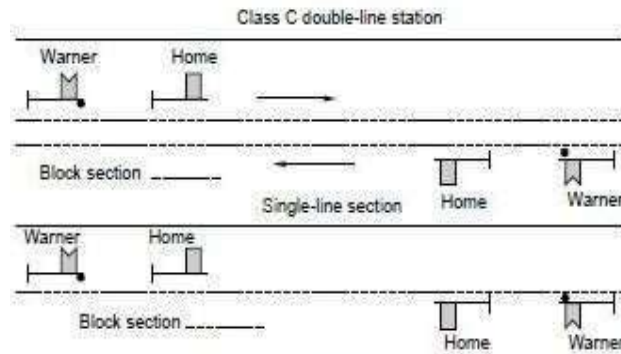 Class C double-line station
Warner Home
Block section
Home Warner
Single-line section
Warner Home
Block section
Home Warner